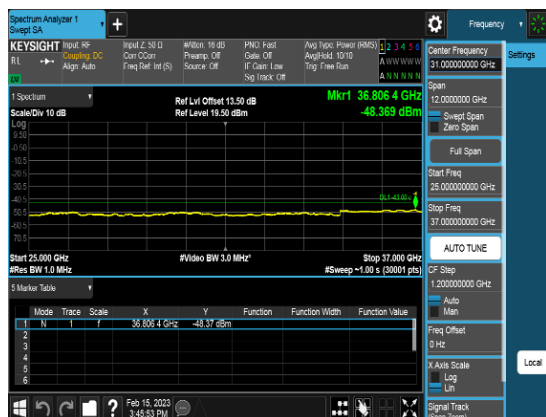 Spectrum Analyzer 1
Swept SA
+
Frequency
KEYSIGHT
Input: RF
Input Z: 50 Ω
#Atten: 16 dB
PNO: Fast
Avg Type: Power (RMS)
1 2 3 4 5 6
RL
Coupling: DC
Corr CCorr
Preamp: Off
Gate: Off
Avg|Hold: 10/10
A W W W W W
Align: Auto
Freq Ref: Int (S)
Source: Off
IF Gain: Low
Trig: Free Run
Sig Track: Off
A N N N N N
LV
1 Spectrum
Ref Lvl Offset 13.50 dB
Mkr1 36.806 4 GHz
Scale/Div 10 dB
Ref Level 19.50 dBm
-48.369 dBm
Log
9.50
-0.50
-10.5
-20.5
-30.5
-40.5
DL1 -43.00
-50.5
-60.5
-70.5
Start 25.000 GHz
#Video BW 3.0 MHz*
Stop 37.000 GHz
#Res BW 1.0 MHz
#Sweep ~1.00 s (30001 pts)
5 Marker Table
Mode Trace Scale X Y Function Function Width Function Value
1 N 1 f 36.806 4 GHz -48.37 dBm
2
3
4
5
6
Feb 15, 2023
3:45:53 PM
Center Frequency
31.000000000 GHz
Settings
Span
12.0000000 GHz
Swept Span
Zero Span
Full Span
Start Freq
25.000000000 GHz
Stop Freq
37.000000000 GHz
AUTO TUNE
CF Step
1.200000000 GHz
Auto
Man
Freq Offset
0 Hz
X Axis Scale
Log
Lin
Local
Signal Track
(Span Zoom)